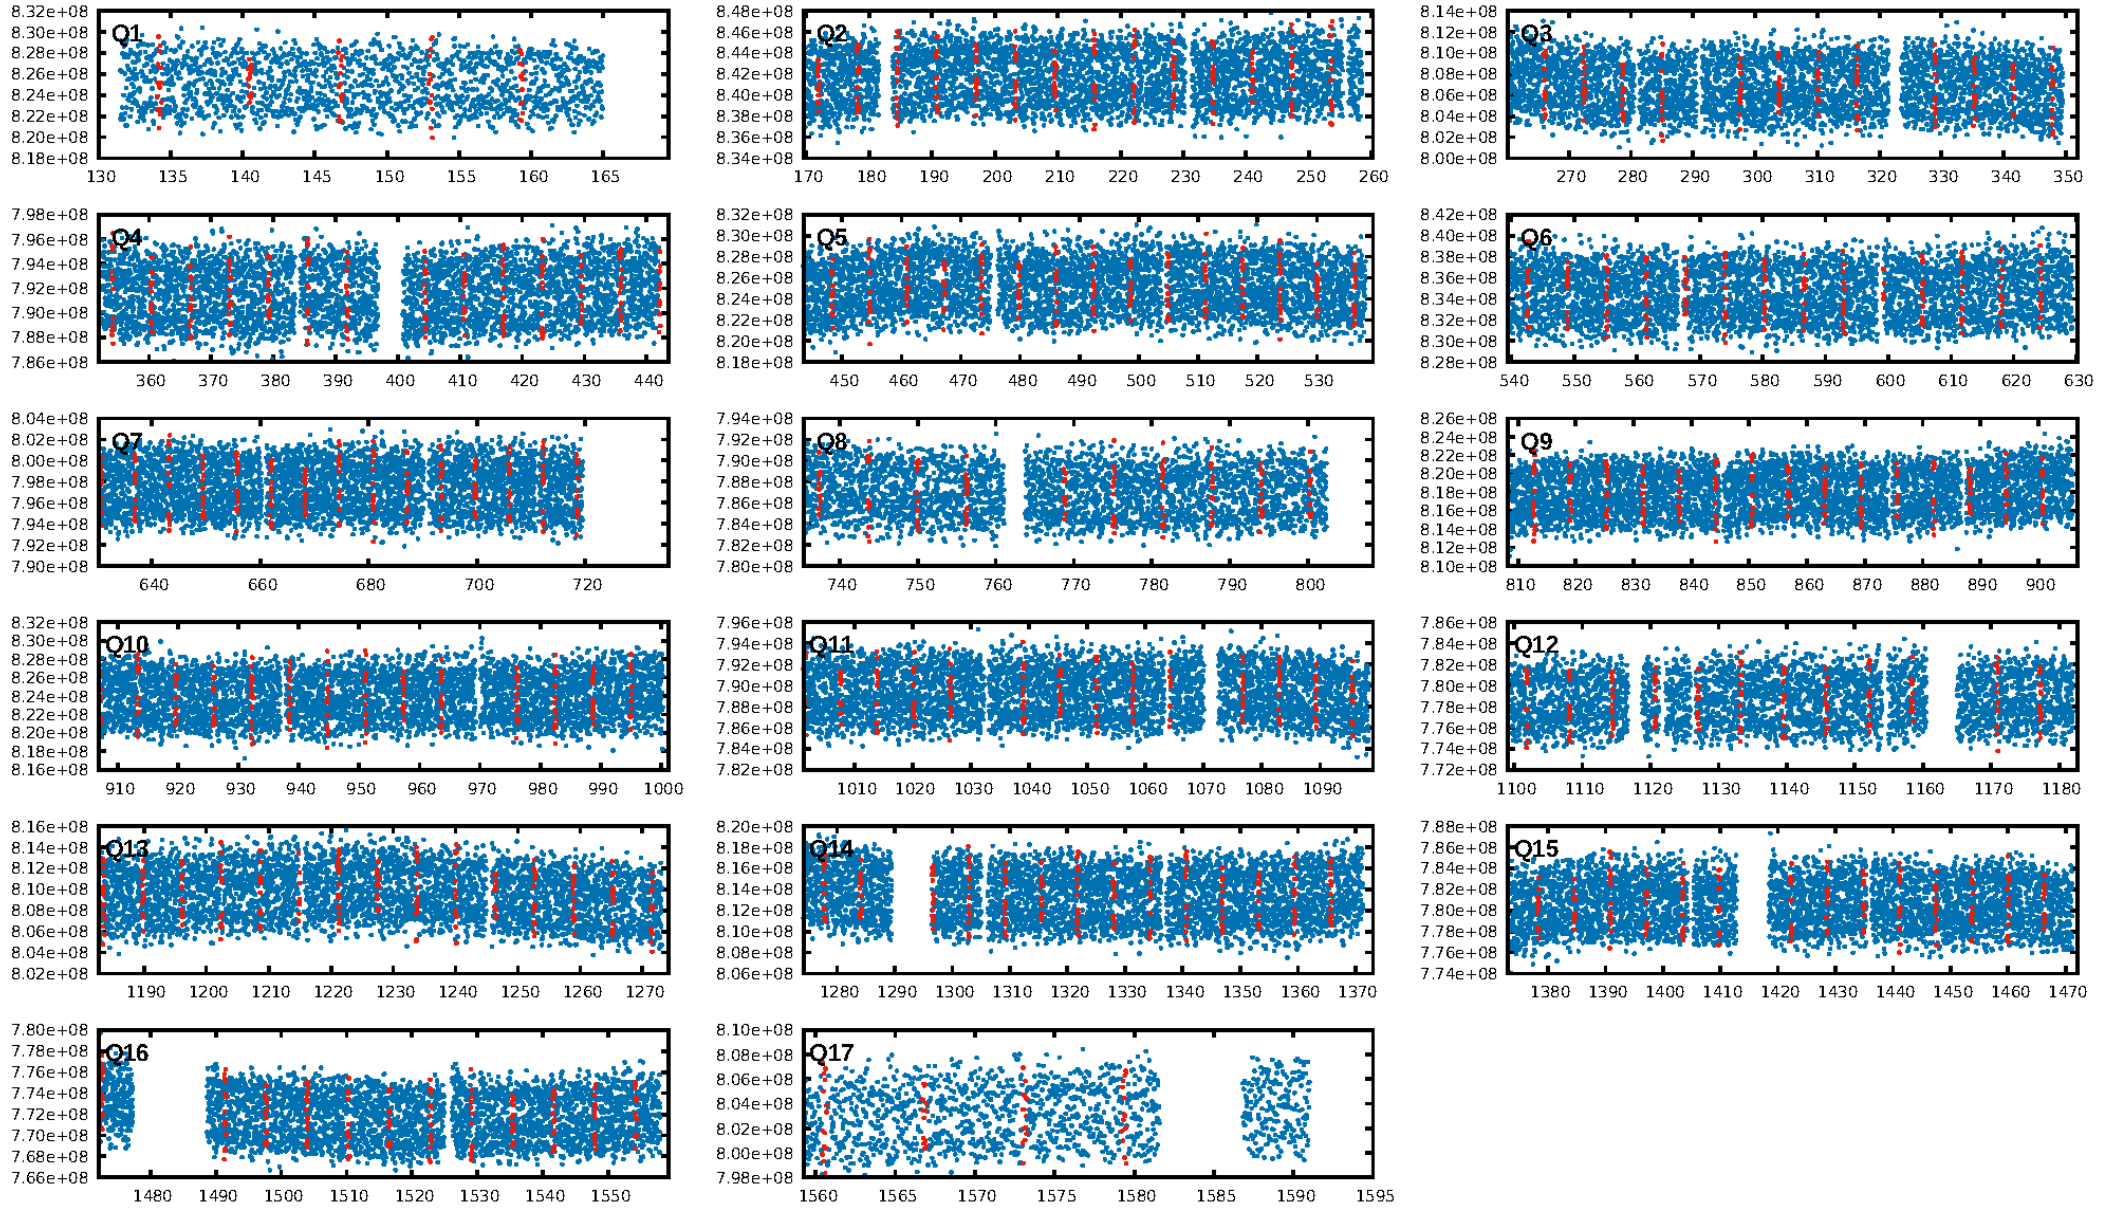 8.32e+08
8.30e+08
8.28e+08
8.26e+08
8.24e+08
8.22e+08
8.20e+08
8.18e+08
Q1
130 135 140 145 150 155 160 165
8.48e+08
8.46e+08
8.44e+08
8.42e+08
8.40e+08
8.38e+08
8.36e+08
8.34e+08
Q2
170 180 190 200 210 220 230 240 250 260
8.14e+08
8.12e+08
8.10e+08
8.08e+08
8.06e+08
8.04e+08
8.02e+08
8.00e+08
Q3
270 280 290 300 310 320 330 340 350
7.98e+08
7.96e+08
7.94e+08
7.92e+08
7.90e+08
7.88e+08
7.86e+08
Q4
360 370 380 390 400 410 420 430 440
8.32e+08
8.30e+08
8.28e+08
8.26e+08
8.24e+08
8.22e+08
8.20e+08
8.18e+08
Q5
450 460 470 480 490 500 510 520 530
8.42e+08
8.40e+08
8.38e+08
8.36e+08
8.34e+08
8.32e+08
8.30e+08
8.28e+08
Q6
540 550 560 570 580 590 600 610 620 630
8.04e+08
8.02e+08
8.00e+08
7.98e+08
7.96e+08
7.94e+08
7.92e+08
7.90e+08
Q7
640 660 680 700 720
7.94e+08
7.92e+08
7.90e+08
7.88e+08
7.86e+08
7.84e+08
7.82e+08
7.80e+08
Q8
740 750 760 770 780 790 800
8.26e+08
8.24e+08
8.22e+08
8.20e+08
8.18e+08
8.16e+08
8.14e+08
8.12e+08
8.10e+08
Q9
810 820 830 840 850 860 870 880 890 900
8.32e+08
8.30e+08
8.28e+08
8.26e+08
8.24e+08
8.22e+08
8.20e+08
8.18e+08
8.16e+08
Q10
910 920 930 940 950 960 970 980 990 1000
7.96e+08
7.94e+08
7.92e+08
7.90e+08
7.88e+08
7.86e+08
7.84e+08
7.82e+08
Q11
1010 1020 1030 1040 1050 1060 1070 1080 1090
7.86e+08
7.84e+08
7.82e+08
7.80e+08
7.78e+08
7.76e+08
7.74e+08
7.72e+08
Q12
1100 1110 1120 1130 1140 1150 1160 1170 1180
8.16e+08
8.14e+08
8.12e+08
8.10e+08
8.08e+08
8.06e+08
8.04e+08
8.02e+08
Q13
1190 1200 1210 1220 1230 1240 1250 1260 1270
8.20e+08
8.18e+08
8.16e+08
8.14e+08
8.12e+08
8.10e+08
8.08e+08
8.06e+08
Q14
1280 1290 1300 1310 1320 1330 1340 1350 1360 1370
7.88e+08
7.86e+08
7.84e+08
7.82e+08
7.80e+08
7.78e+08
7.76e+08
7.74e+08
Q15
1380 1390 1400 1410 1420 1430 1440 1450 1460 1470
7.80e+08
7.78e+08
7.76e+08
7.74e+08
7.72e+08
7.70e+08
7.68e+08
7.66e+08
Q16
1480 1490 1500 1510 1520 1530 1540 1550
8.10e+08
8.08e+08
8.06e+08
8.04e+08
8.02e+08
8.00e+08
7.98e+08
Q17
1560 1565 1570 1575 1580 1585 1590 1595